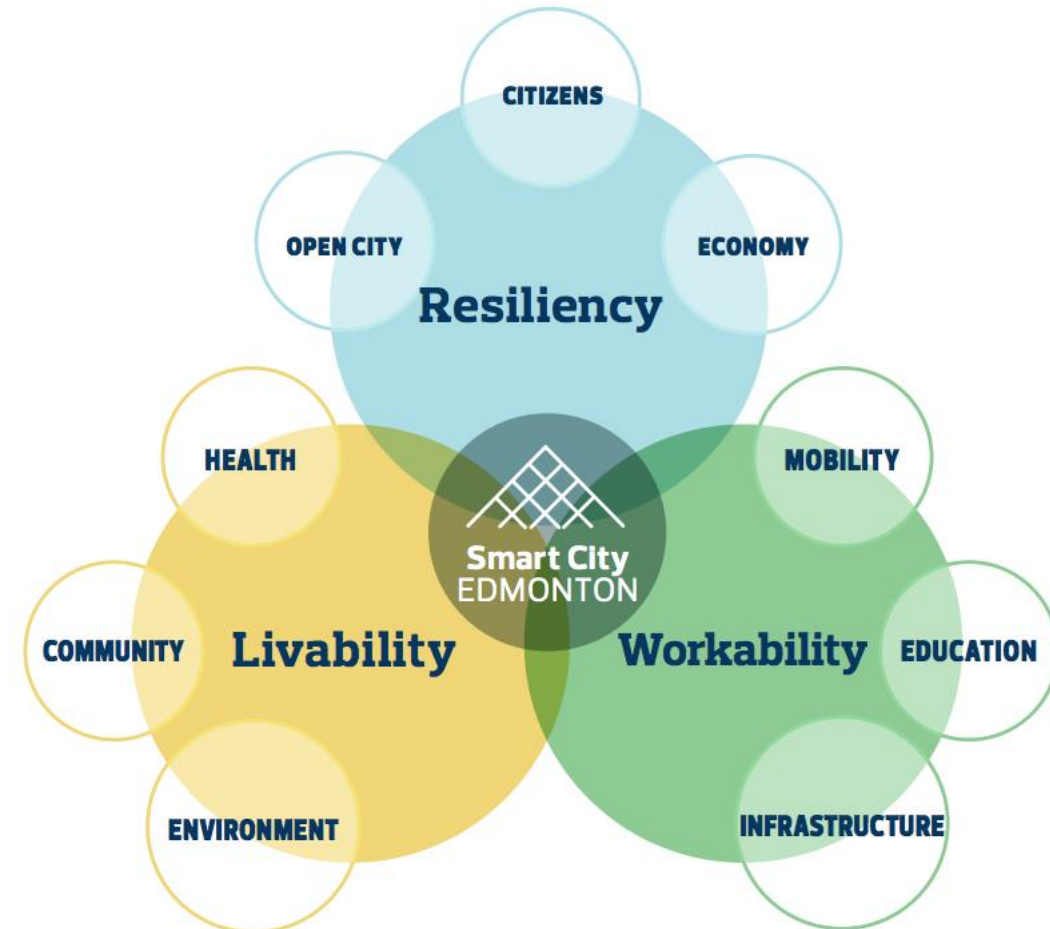 CITIZENS
OPEN CITY
ECONOMY
Resiliency
HEALTH
MOBILITY
Smart City
EDMONTON
COMMUNITY
Livability
Workability
EDUCATION
ENVIRONMENT
INFRASTRUCTURE